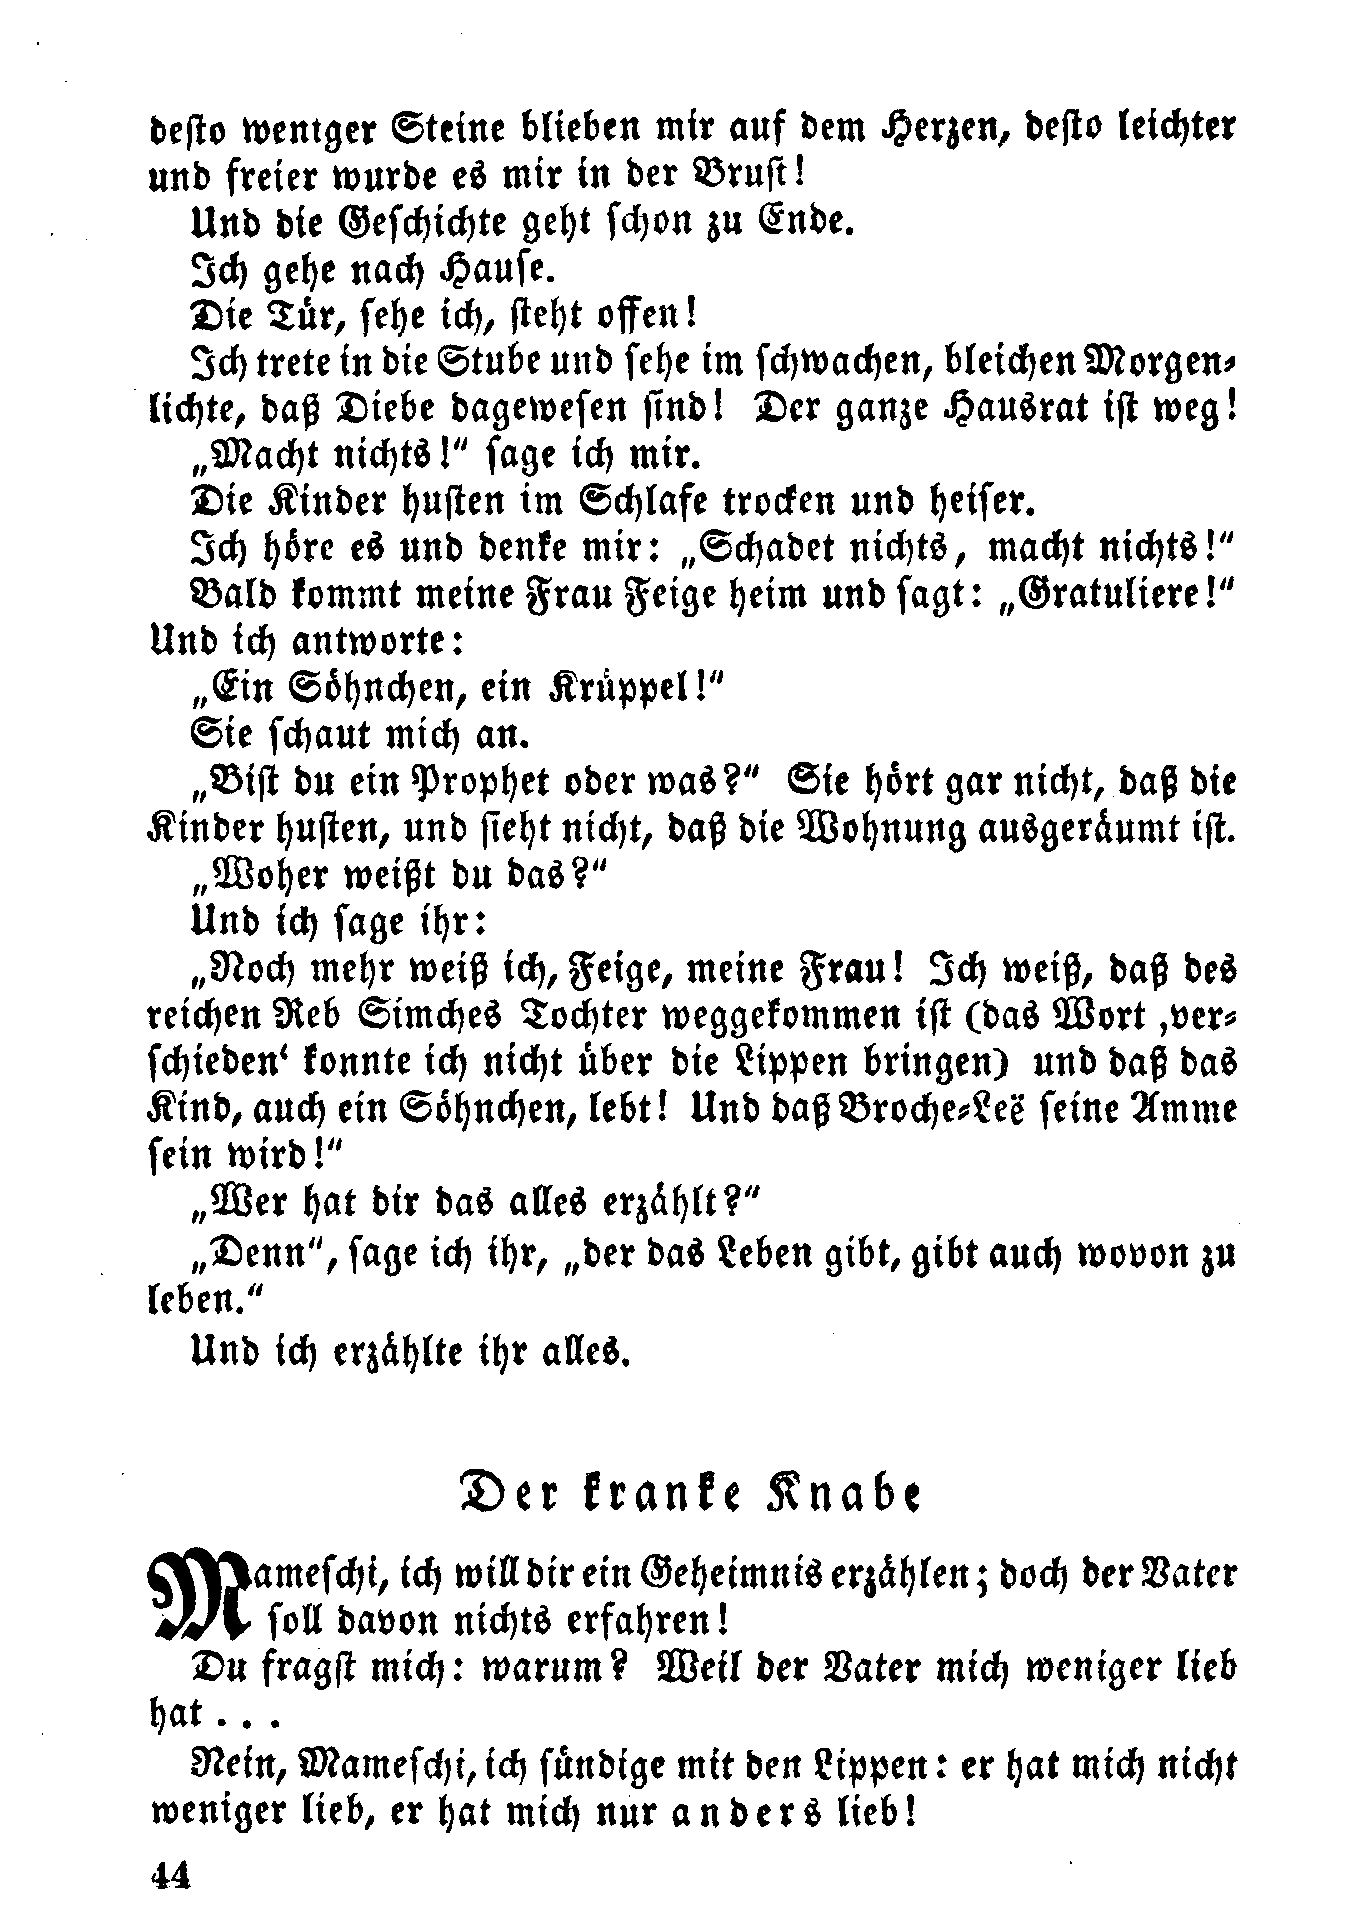 desto weniger Steine blieben mir auf dem Herzen, desto leichter
und freier wurde es mir in der Brust!
Und die Geschichte geht schon zu Ende.
Ich gehe nach Hause.
Die Tür, sehe ich, steht offen!
Ich trete in die Stube und sehe im schwachen, bleichen Morgen-
lichte, daß Diebe dagewesen sind! Der ganze Hausrat ist weg!
„Macht nichts!“ sage ich mir.
Die Kinder husten im Schlafe trocken und heiser.
Ich höre es und denke mir: „Schadet nichts, macht nichts!“
Bald kommt meine Frau Feige heim und sagt: „Gratuliere!“
Und ich antworte:
„Ein Söhnchen, ein Krüppel!“
Sie schaut mich an.
„Bist du ein Prophet oder was?“ Sie hört gar nicht, daß die
Kinder husten, und sieht nicht, daß die Wohnung ausgeräumt ist.
„Woher weißt du das?“
Und ich sage ihr:
„Noch mehr weiß ich, Feige, meine Frau! Ich weiß, daß des
reichen Reb Simches Tochter weggekommen ist (das Wort ‚ver-
schieden‘ konnte ich nicht über die Lippen bringen) und daß das
Kind, auch ein Söhnchen, lebt! Und daß Broche-Leë seine Amme
sein wird!“
„Wer hat dir das alles erzählt?“
„Denn“, sage ich ihr, „der das Leben gibt, gibt auch wovon zu
leben.“
Und ich erzählte ihr alles.
Der kranke Knabe
Mameschi, ich will dir ein Geheimnis erzählen; doch der Vater
soll davon nichts erfahren!
Du fragst mich: warum? Weil der Vater mich weniger lieb
hat . . .
Nein, Mameschi, ich sündige mit den Lippen: er hat mich nicht
weniger lieb, er hat mich nur anders lieb!
44